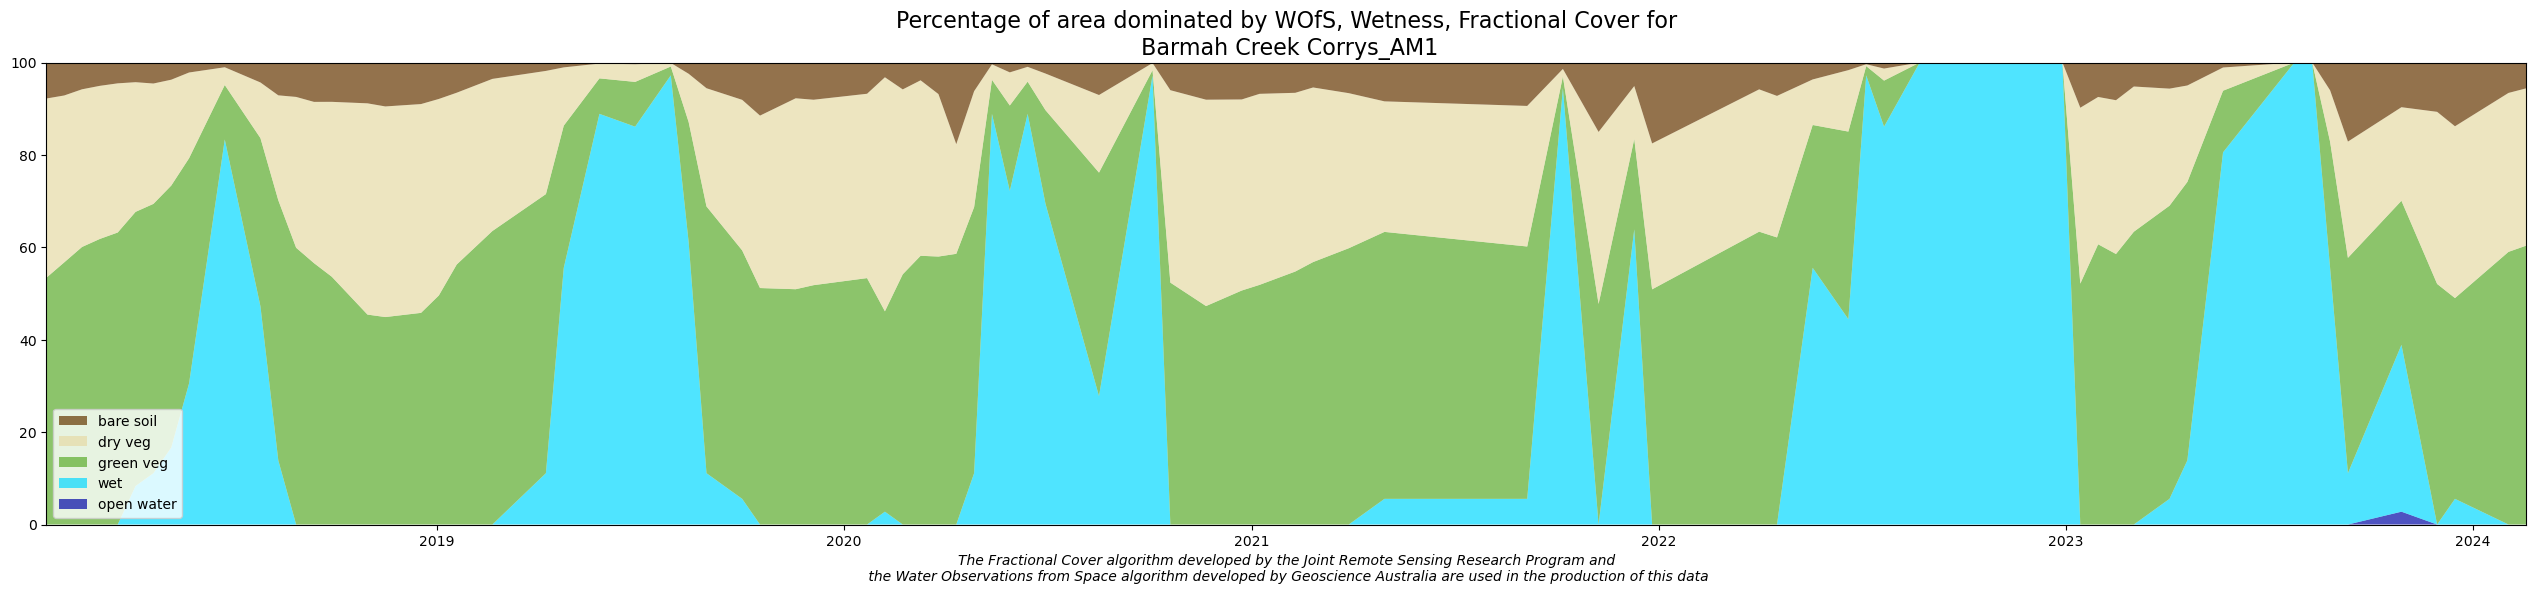 Percentage of area dominated by WOfS, Wetness, Fractional Cover for
Barmah Creek Corrys_AM1
100
80
60
40
20
0
bare soil
dry veg
green veg
wet
open water
2019 2020 2021 2022 2023 2024
The Fractional Cover algorithm developed by the Joint Remote Sensing Research Program and
the Water Observations from Space algorithm developed by Geoscience Australia are used in the production of this data